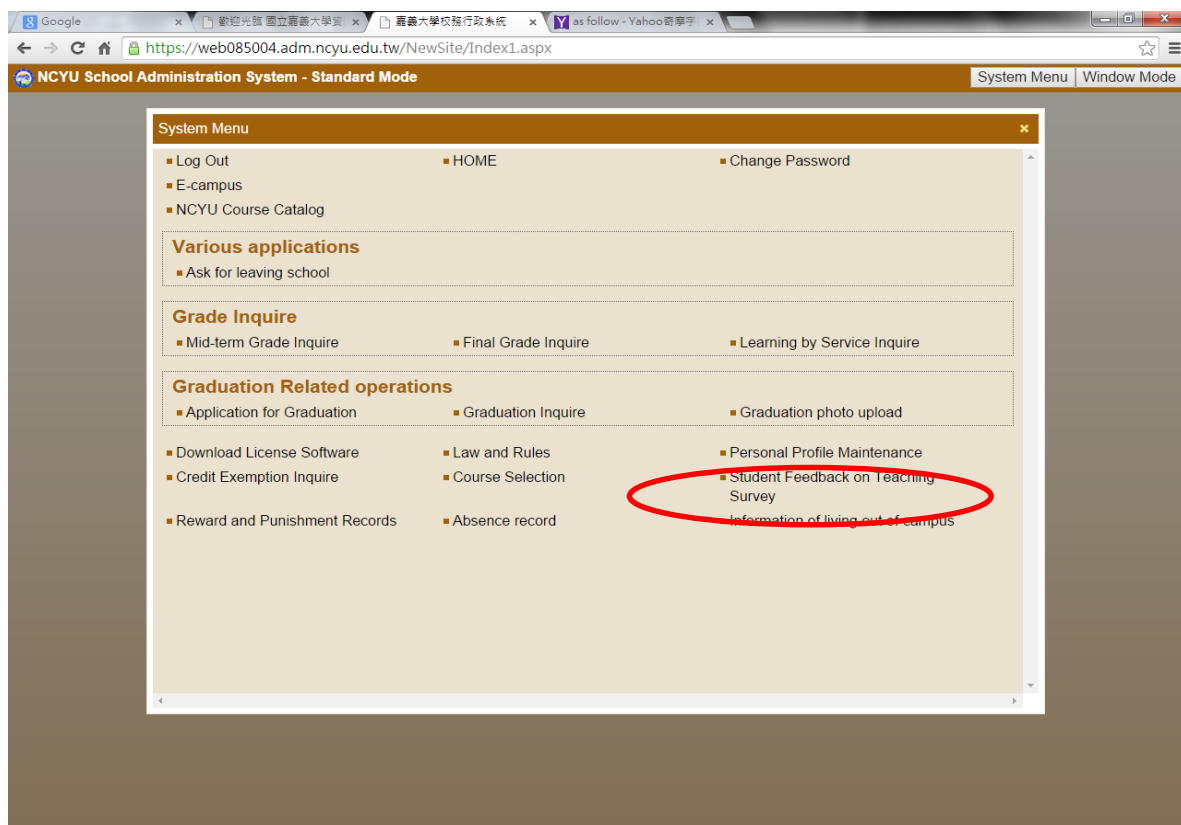 Google
歡迎光臨 國立嘉義大學
嘉義大學校務行政系統
as follow - Yahoo奇摩字
https://web085004.adm.ncyu.edu.tw/NewSite/Index1.aspx
NCYU School Administration System - Standard Mode
System Menu Window Mode
System Menu
Log Out HOME Change Password
E-campus
NCYU Course Catalog
Various applications
Ask for leaving school
Grade Inquire
Mid-term Grade Inquire Final Grade Inquire Learning by Service Inquire
Graduation Related operations
Application for Graduation Graduation Inquire Graduation photo upload
Download License Software Law and Rules Personal Profile Maintenance
Credit Exemption Inquire Course Selection Student Feedback on Teaching
Survey
Reward and Punishment Records Absence record Information of living out of campus